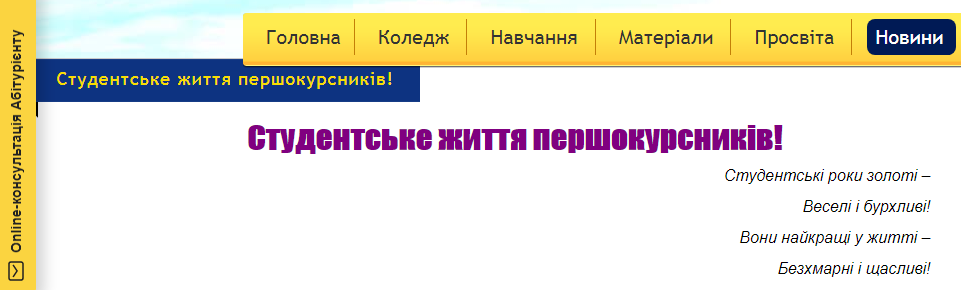 Головна Коледж Навчання Матеріали Просвіта Новини
Студентське життя першокурсників!
Студентське життя першокурсників!
Студентські роки золоті –
Веселі і бурхливі!
Вони найкращі у житті –
Безхмарні і щасливі!
Online-консультація Абітурієнту